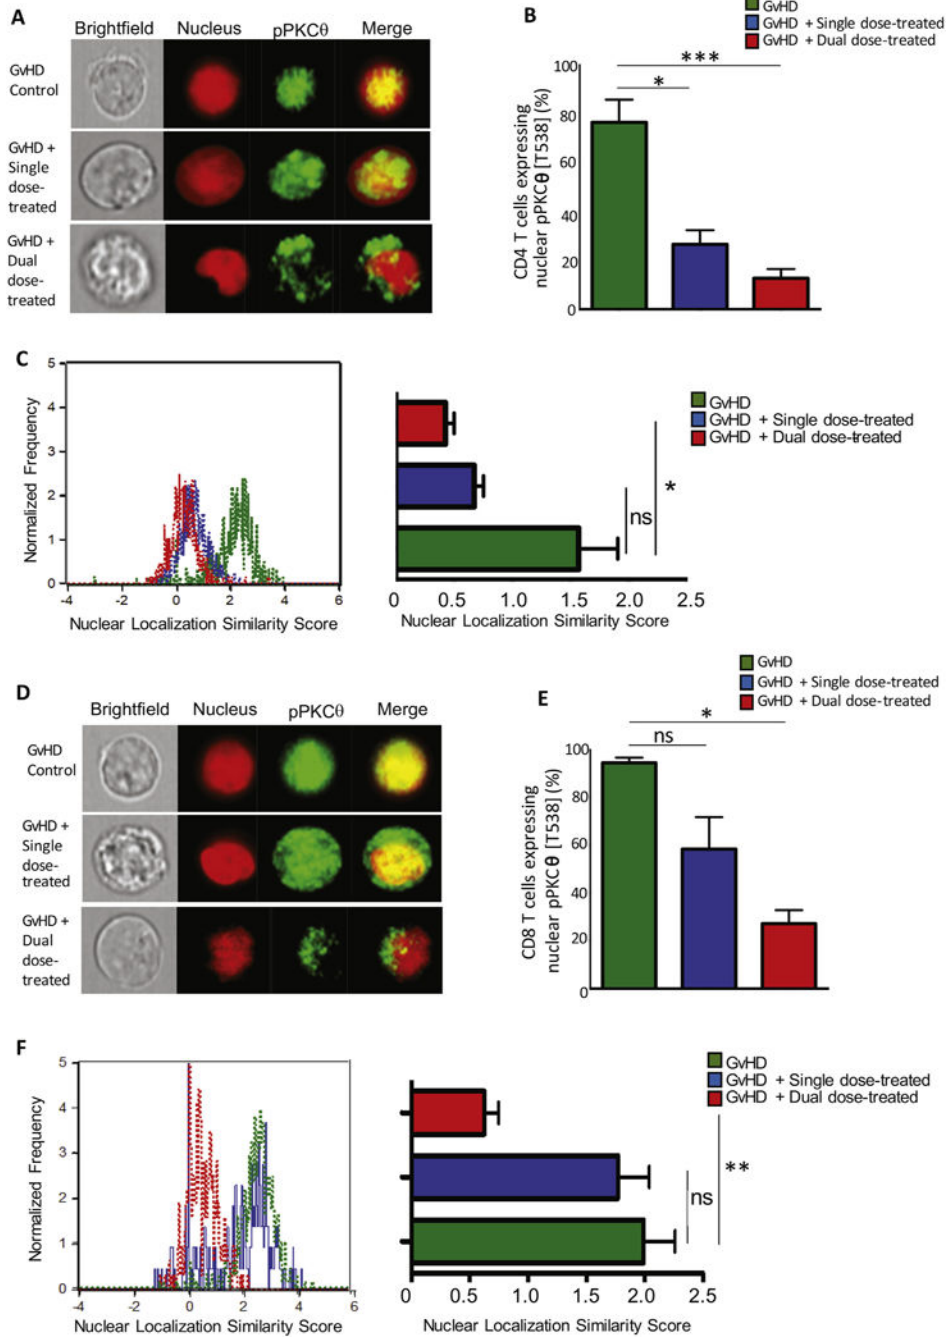 A
Brightfield Nucleus pPKCθ Merge
GvHD
Control
GvHD +
Single
dose-
treated
GvHD +
Dual
dose-
treated
B
GvHD
GvHD + Single dose-treated
GvHD + Dual dose-treated
***
*
CD4 T cells expressing
nuclear pPKCθ [T538] (%)
100
80
60
40
20
0
C
Normalized Frequency
5
4
3
2
1
0
-4 -2 0 2 4 6
Nuclear Localization Similarity Score
GvHD
GvHD + Single dose-treated
GvHD + Dual dose-treated
*
ns
0 0.5 1.0 1.5 2.0 2.5
Nuclear Localization Similarity Score
D
Brightfield Nucleus pPKCθ Merge
GvHD
Control
GvHD +
Single
dose-
treated
GvHD +
Dual
dose-
treated
E
GvHD
GvHD + Single dose-treated
GvHD + Dual dose-treated
*
ns
CD8 T cells expressing
nuclear pPKCθ [T538] (%)
100
80
60
40
20
0
F
Normalized Frequency
5
4
3
2
1
0
-4 -2 0 2 4 6
Nuclear Localization Similarity Score
GvHD
GvHD + Single dose-treated
GvHD + Dual dose-treated
**
ns
0 0.5 1.0 1.5 2.0 2.5
Nuclear Localization Similarity Score